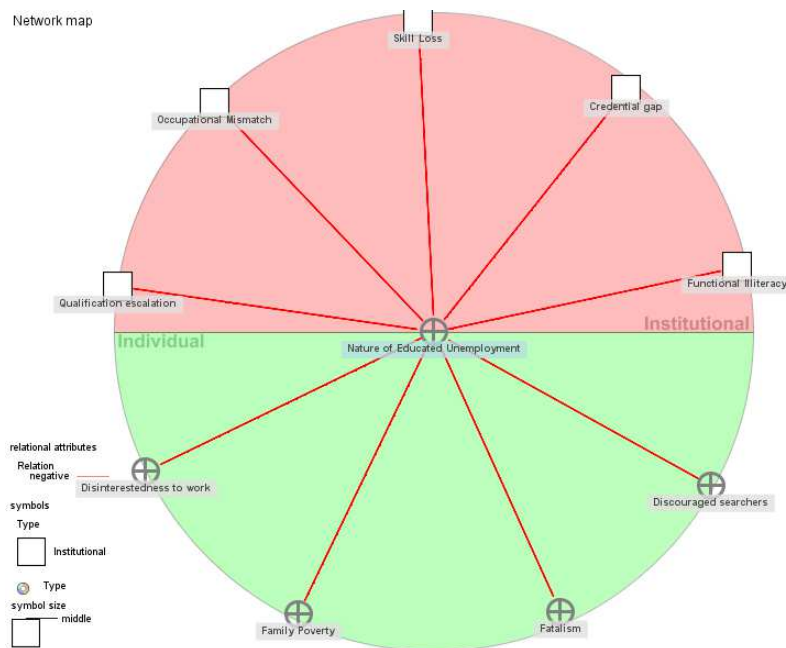 Network map
Skill Loss
Occupational Mismatch
Credential gap
Qualification escalation
Functional Illiteracy
Institutional
Individual
Nature of Educated Unemployment
Disinterestedness to work
Discouraged searchers
Family Poverty
Fatalism
relational attributes
Relation
negative
symbols
Type
Institutional
Type
symbol size
middle